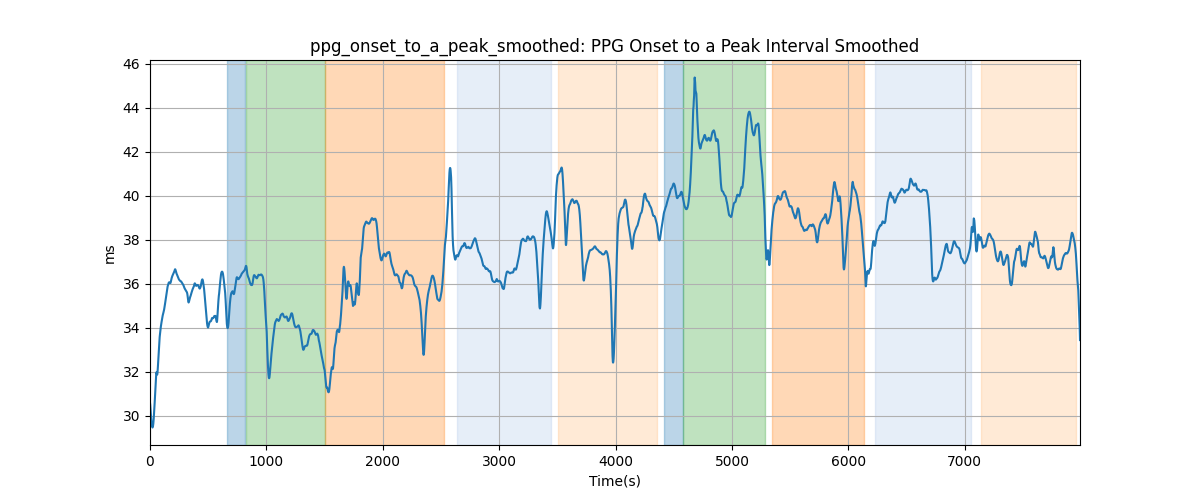 ppg_onset_to_a_peak_smoothed: PPG Onset to a Peak Interval Smoothed
46
44
42
40
38
36
34
32
30
ms
0 1000 2000 3000 4000 5000 6000 7000
Time(s)